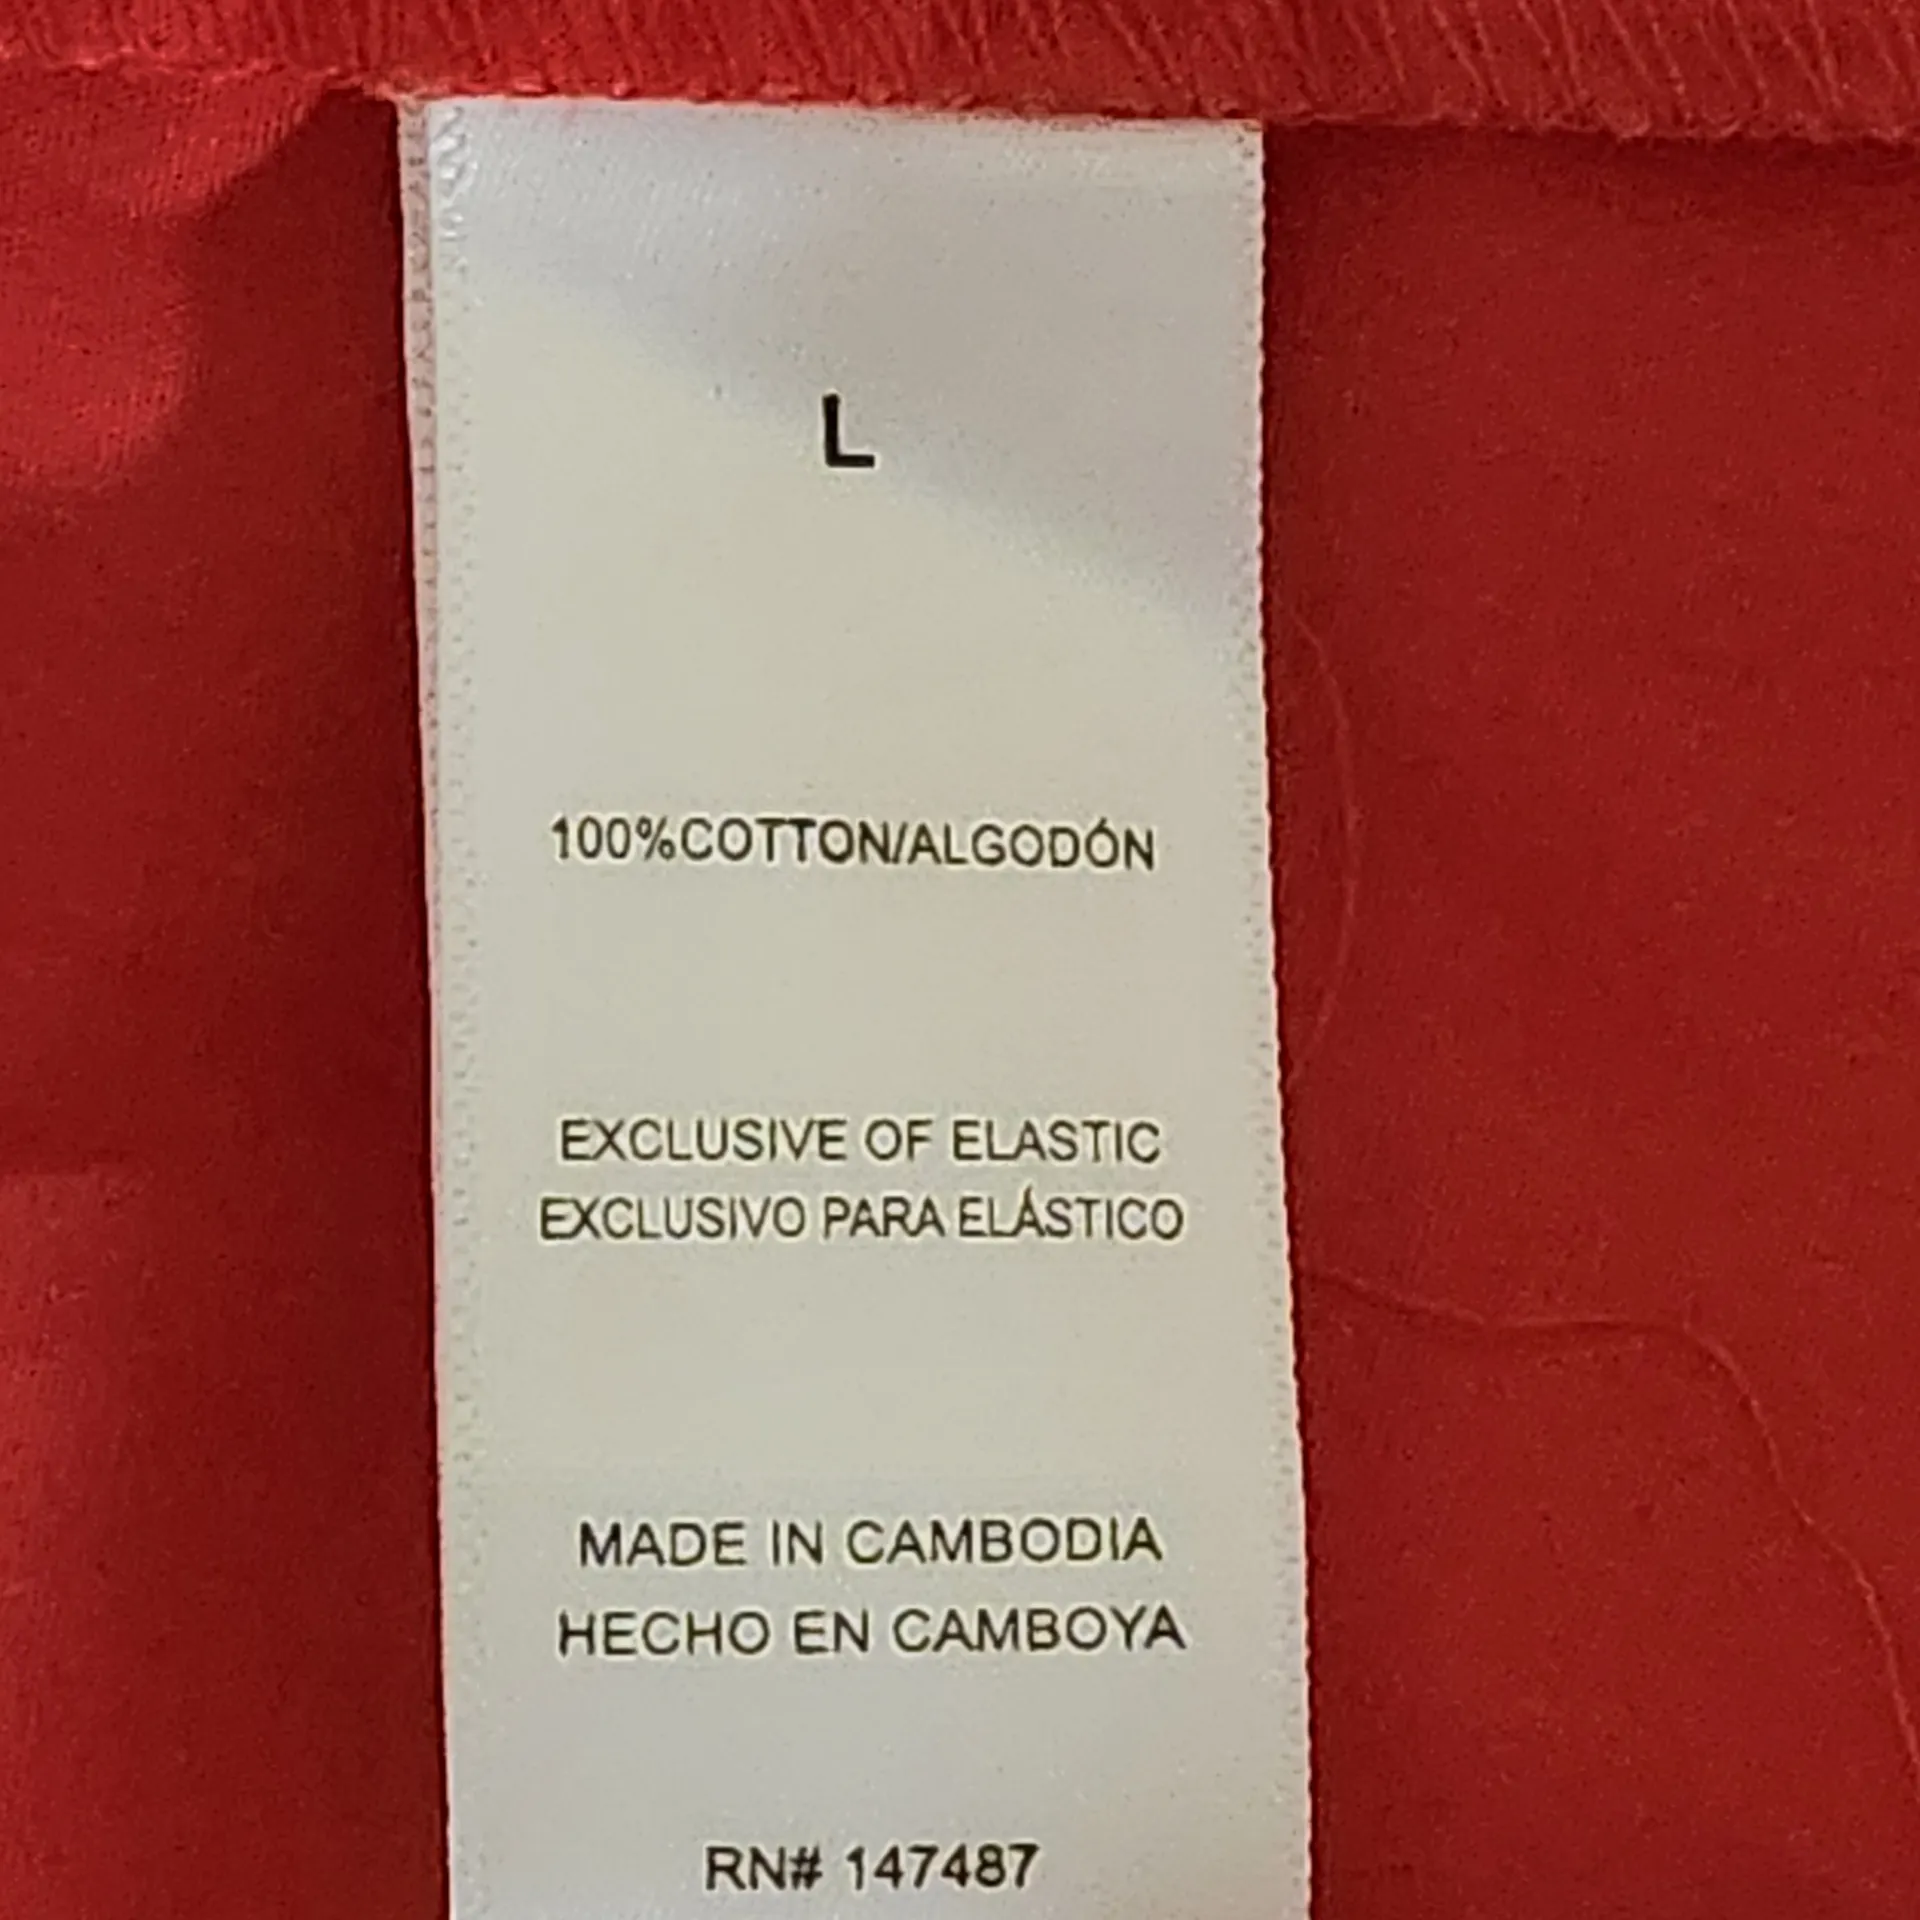 L
100%COTTON/ALGODÓN
EXCLUSIVE OF ELASTIC
EXCLUSIVO PARA ELÁSTICO
MADE IN CAMBODIA
HECHO EN CAMBOYA
RN# 147487